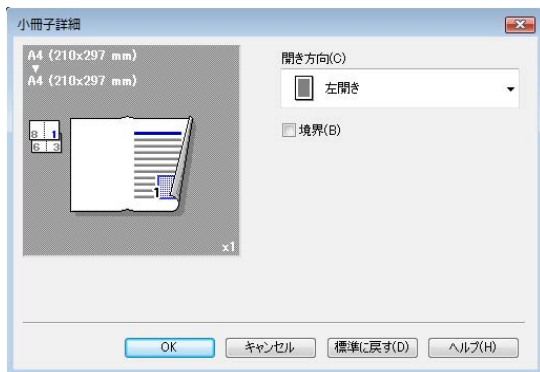 小冊子詳細
A4 (210x297 mm)
A4 (210x297 mm)
8 1
6 3
1
x1
開き方向(C)
左開き
境界(B)
OK
キャンセル
標準に戻す(D)
ヘルプ(H)